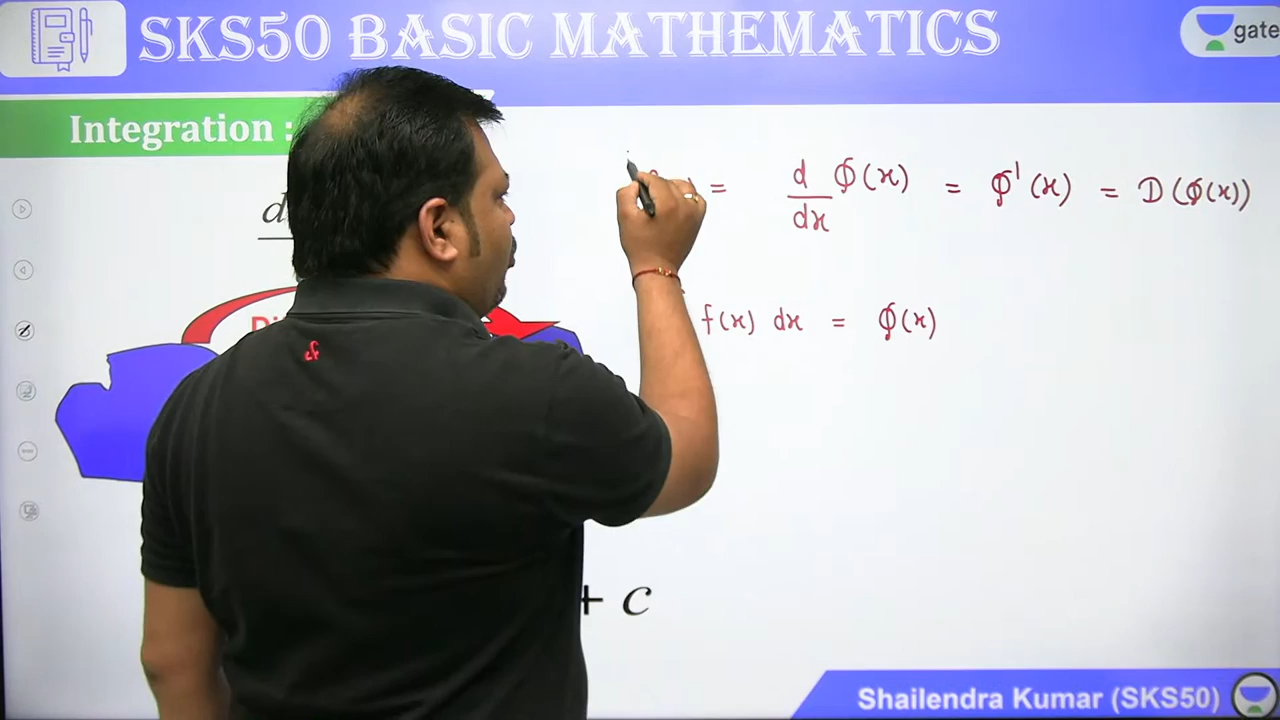 SKS50 BASIC MATHEMATICS
gate
Integration :
= d/dx Φ(x) = Φ'(x) = D(Φ(x))
f(x) dx = Φ(x)
+ c
Shailendra Kumar (SKS50)